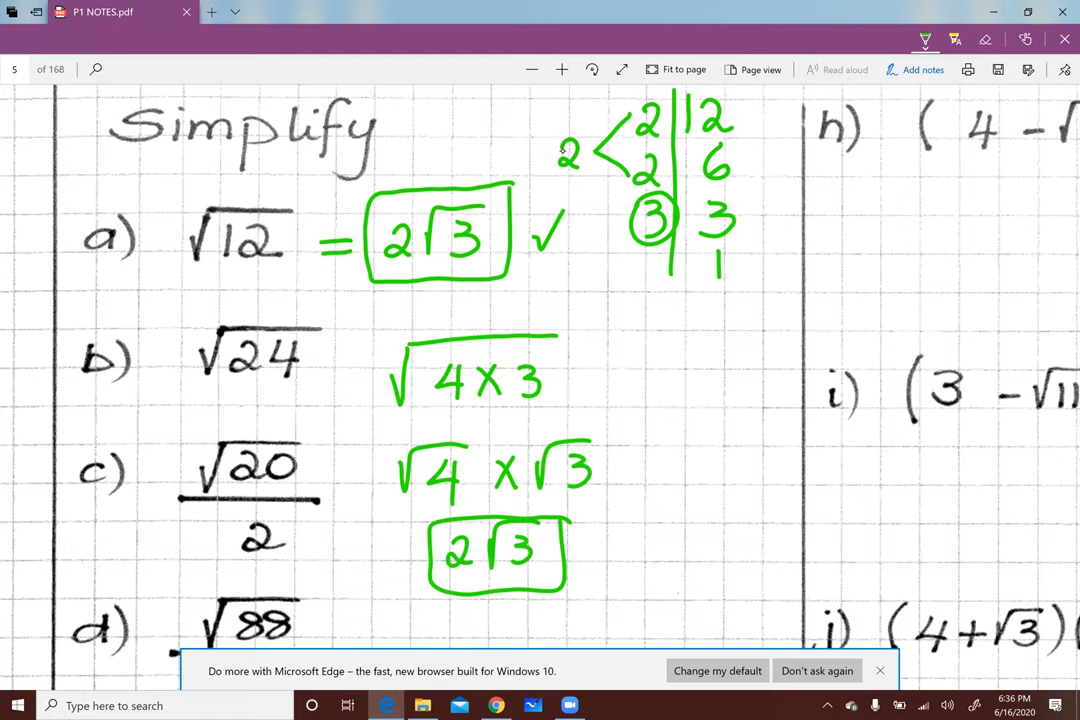 P1 NOTES.pdf
5 of 168 Fit to page Page view Read aloud Add notes
Simplify
2 2 | 12
2 | 6
3 | 3
1
a) √12 = 2√3 ✓
b) √24 √4 × 3
c) √20 / 2 √4 × √3
2√3
d) √88
h) ( 4 - √
i) ( 3 - √11
j) (4 + √3)(
Do more with Microsoft Edge – the fast, new browser built for Windows 10. Change my default Don't ask again
Type here to search
6:36 PM
6/16/2020